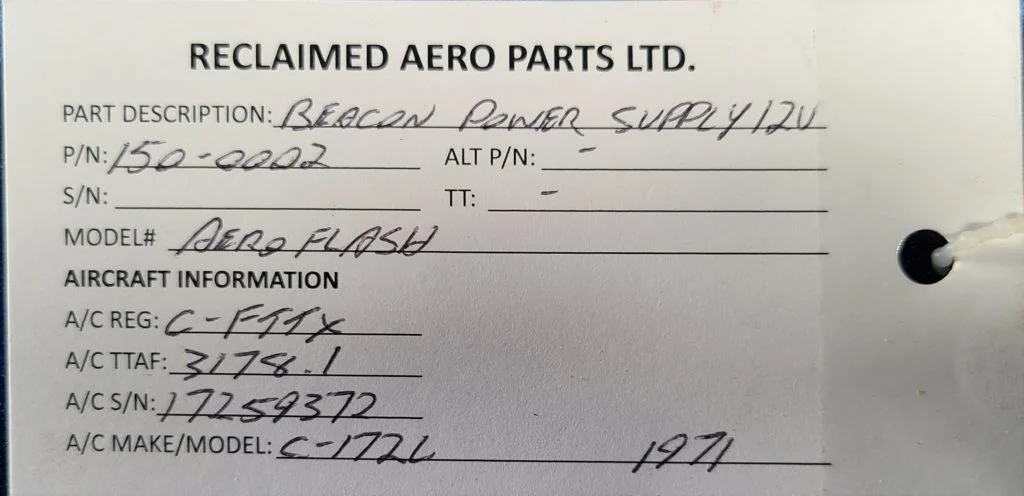 RECLAIMED AERO PARTS LTD.
PART DESCRIPTION: BEACON POWER SUPPLY 12V
P/N: 150-0002 ALT P/N: -
S/N: TT: -
MODEL# AERO FLASH
AIRCRAFT INFORMATION
A/C REG: C-FTTX
A/C TTAF: 3178.1
A/C S/N: 17259372
A/C MAKE/MODEL: C-172L 1971